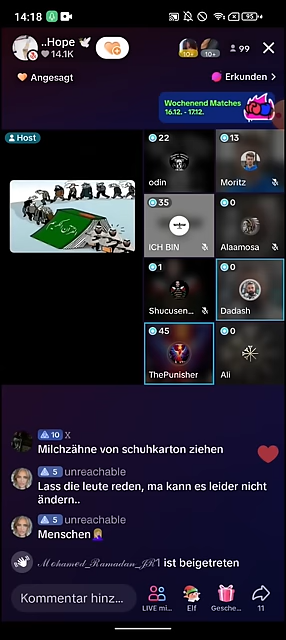 14:18
95
..Hope 🕊
14.1K
10+
10+
99
Angesagt
Erkunden >
Wochenend Matches
16.12. - 17.12.
Host
22
odin
13
Moritz
35
ICH BIN
0
Alaamosa
1
Shucusen...
0
Dadash
45
ThePunisher
0
Ali
10 X
Milchzähne von schuhkarton ziehen
5 unreachable
Lass die leute reden, ma kann es leider nicht
ändern..
5 unreachable
Menschen🤦🏼‍♀️
𝓜𝓸𝓱𝓪𝓶𝓮𝓭_𝓡𝓪𝓶𝓪𝓭𝓪𝓷_𝓙𝓡1 ist beigetreten
Kommentar hinz...
LIVE mi...
Elf
Gesche...
11